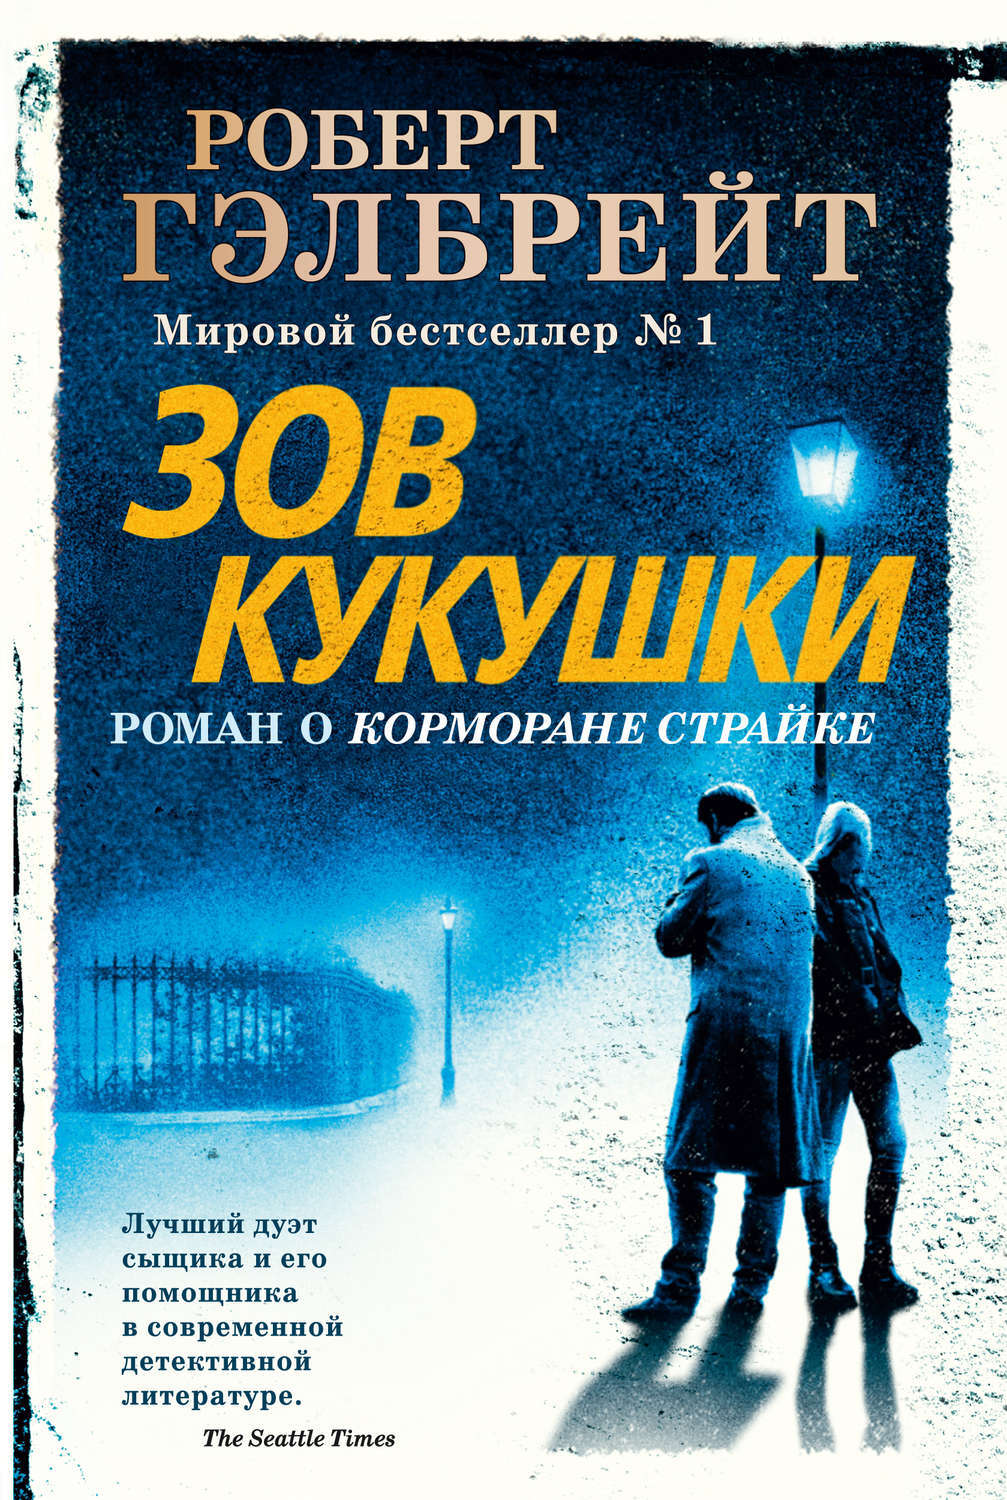 РОБЕРТ
ГЭЛБРЕЙТ
Мировой бестселлер № 1
ЗОВ
КУКУШКИ
РОМАН О КОРМОРАНЕ СТРАЙКЕ
Лучший дуэт
сыщика и его
помощника
в современной
детективной
литературе.
The Seattle Times